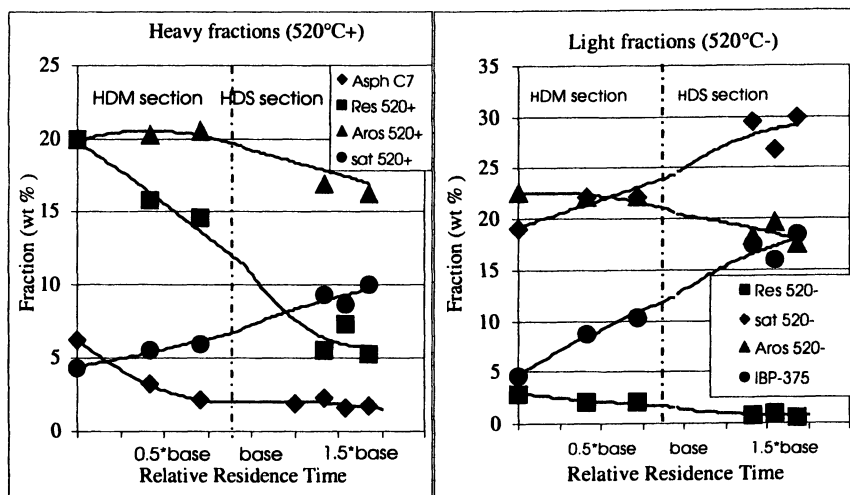 Heavy fractions (520°C+)
25
20
15
10
5
0
Fraction (wt %)
HDM section
HDS section
Asph C7
Res 520+
Aros 520+
sat 520+
0.5*base
base
1.5*base
Relative Residence Time
Light fractions (520°C-)
35
30
25
20
15
10
5
0
Fraction (wt %)
HDM section
HDS section
Res 520-
sat 520-
Aros 520-
IBP-375
0.5*base
base
1.5*base
Relative Residence Time